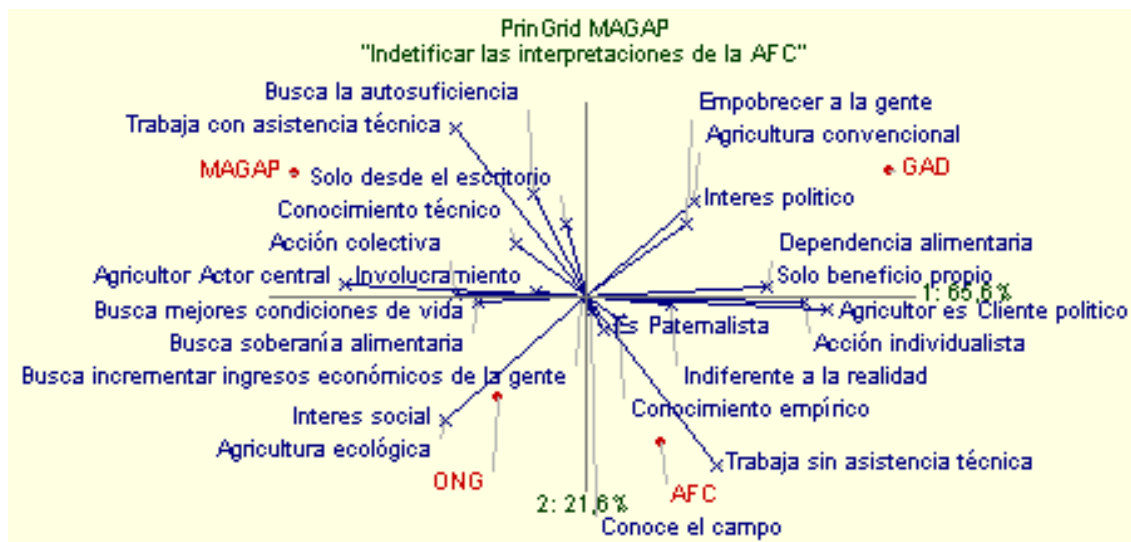 PrinGrid MAGAP
"Indetificar las interpretaciones de la AFC"
Busca la autosuficiencia
Empobrecer a la gente
Trabaja con asistencia técnica
Agricultura convencional
MAGAP
Solo desde el escritorio
GAD
Interes politico
Conocimiento técnico
Acción colectiva
Dependencia alimentaria
Agricultor Actor central
Involucramiento
Solo beneficio propio
1: 65,6%
Busca mejores condiciones de vida
Es Paternalista
Agricultor es Cliente politico
Busca soberanía alimentaria
Acción individualista
Busca incrementar ingresos económicos de la gente
Indiferente a la realidad
Interes social
Conocimiento empírico
Agricultura ecológica
Trabaja sin asistencia técnica
ONG
AFC
2: 21,6%
Conoce el campo